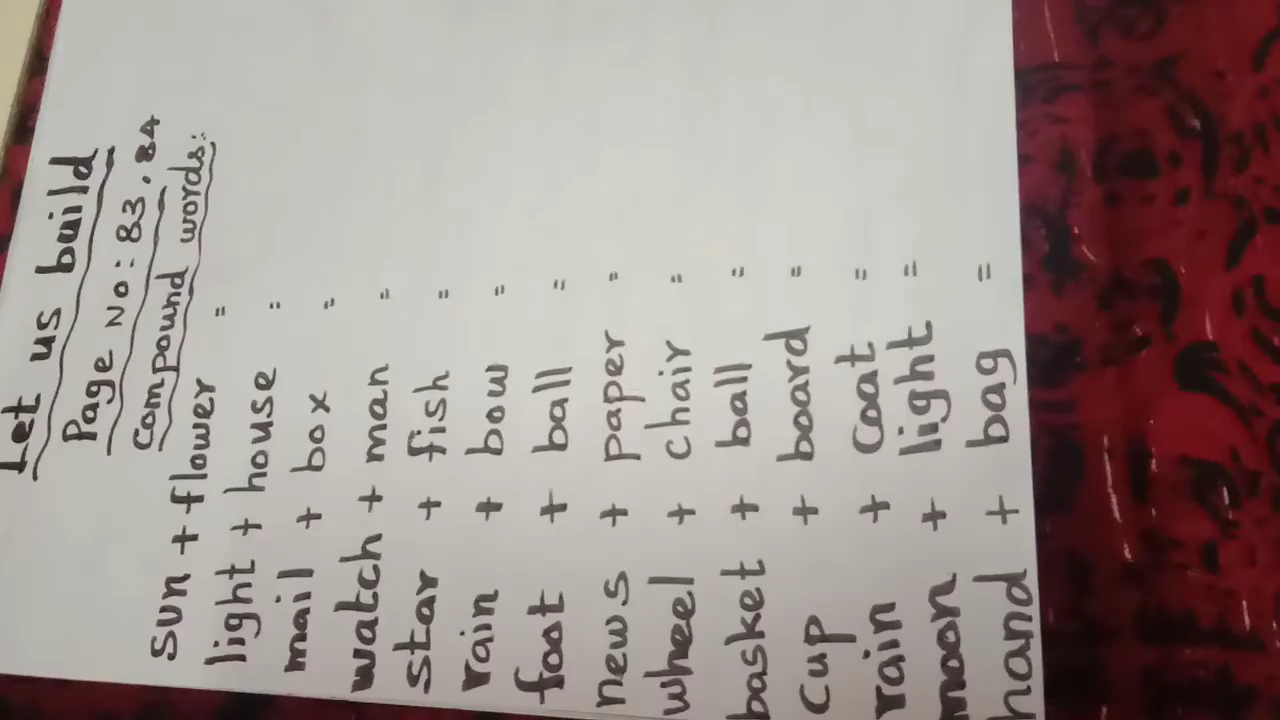 Let us build
Page No: 83, 84
Compound words:
sun + flower =
light + house =
mail + box =
watch + man =
star + fish =
rain + bow =
foot + ball =
news + paper =
wheel + chair =
basket + ball =
cup + board =
rain + coat =
moon + light =
hand + bag =